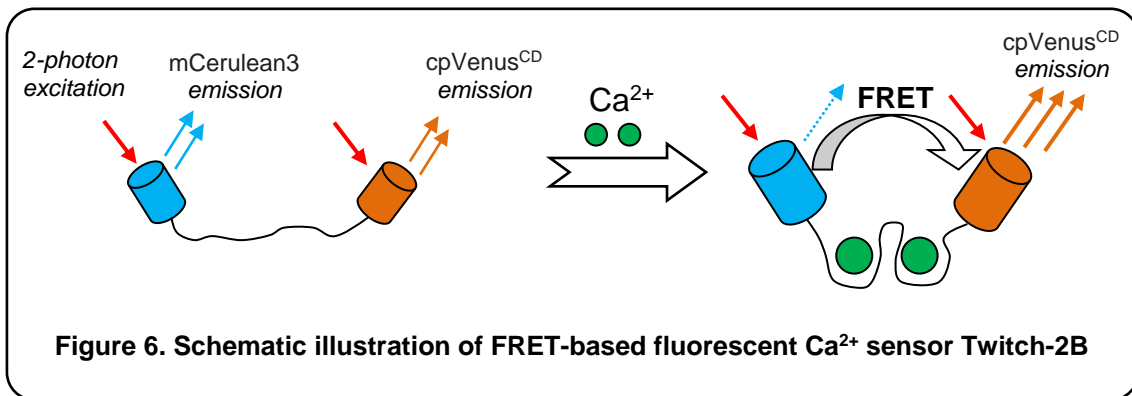 2-photon
excitation
mCerulean3
emission
cpVenusCD
emission
Ca2+
FRET
cpVenusCD
emission
Figure 6. Schematic illustration of FRET-based fluorescent Ca2+ sensor Twitch-2B